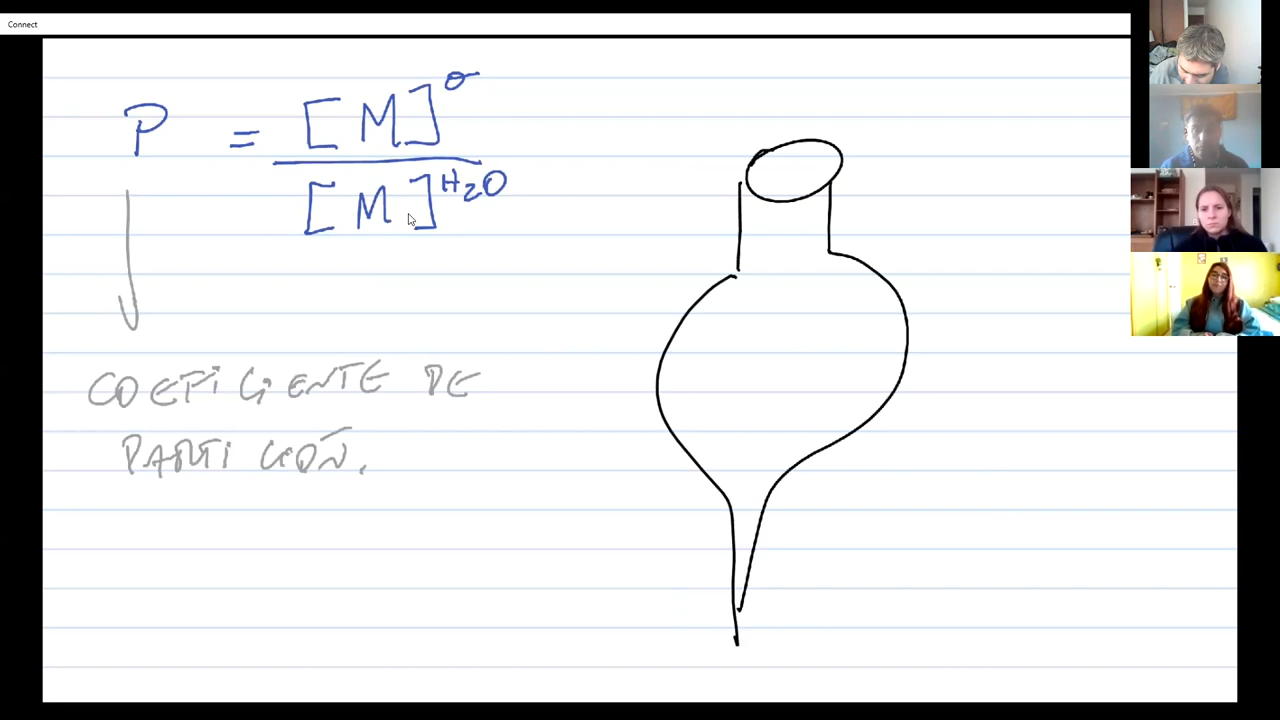 Connect
P = [M]º
[M]H₂O
COEFICIENTE DE
PARTICIÓN.